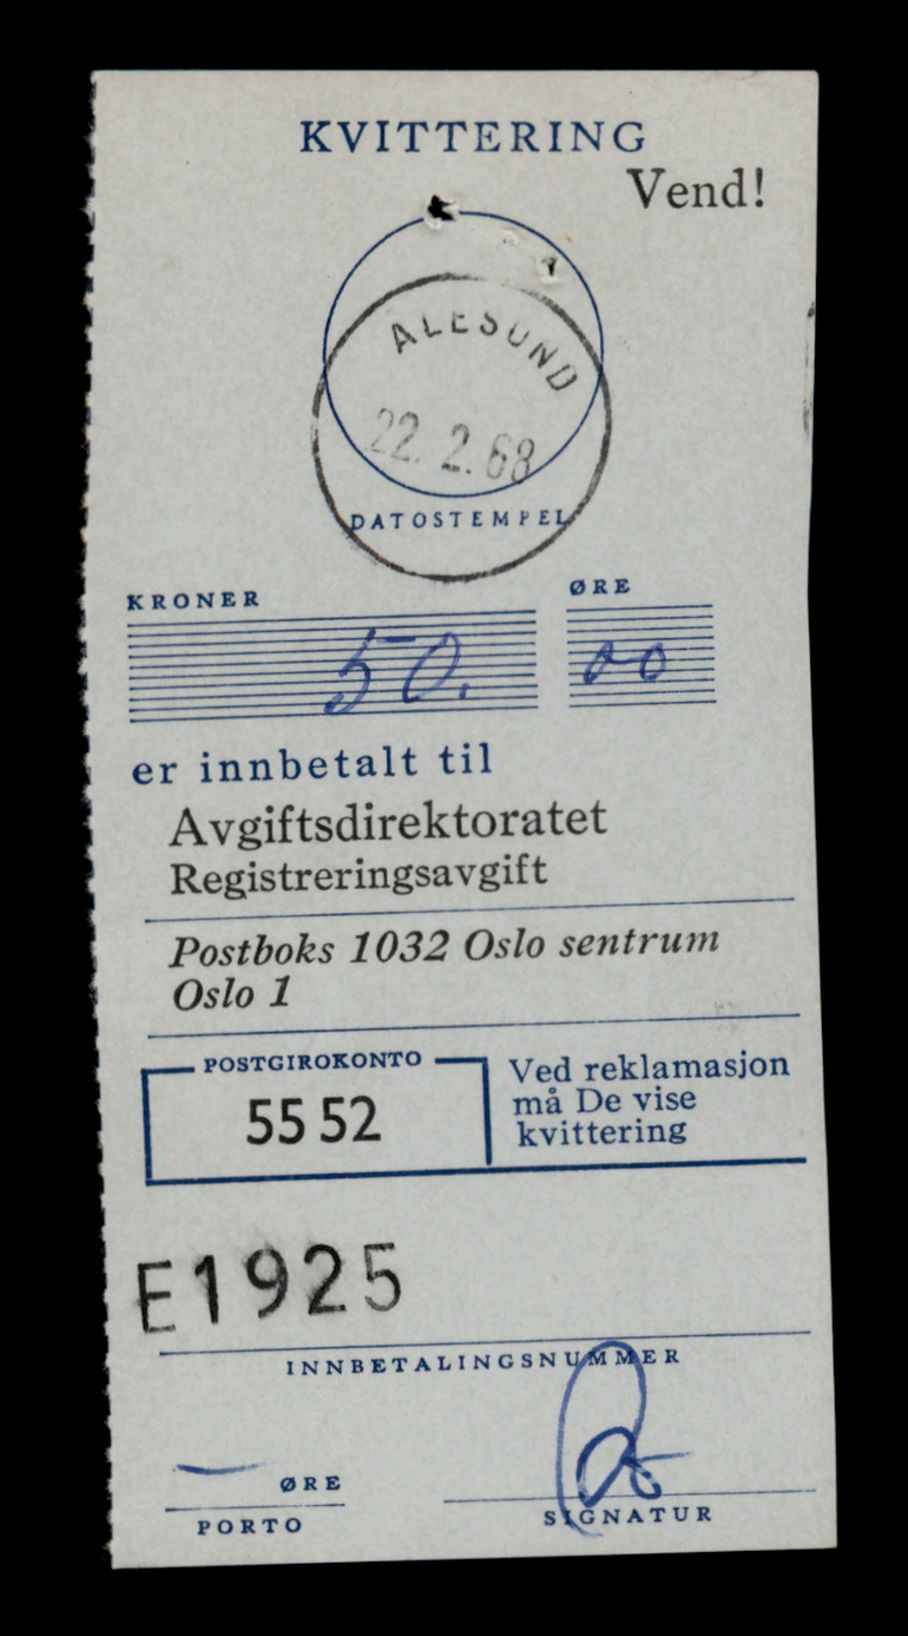 KVITTERING
Vend!
ALESUND
22. 2. 68
DATOSTEMPEL
KRONER
ØRE
50.
00
er innbetalt til
Avgiftsdirektoratet
Registreringsavgift
Postboks 1032 Oslo sentrum
Oslo 1
POSTGIROKONTO
55 52
Ved reklamasjon
må De vise
kvittering
E1925
INNBETALINGSNUMMER
— ØRE
PORTO
SIGNATUR